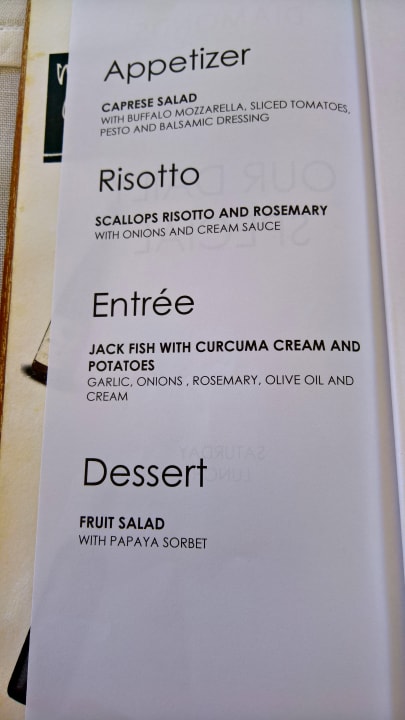 Appetizer
CAPRESE SALAD
WITH BUFFALO MOZZARELLA, SLICED TOMATOES,
PESTO AND BALSAMIC DRESSING
Risotto
SCALLOPS RISOTTO AND ROSEMARY
WITH ONIONS AND CREAM SAUCE
Entrée
JACK FISH WITH CURCUMA CREAM AND
POTATOES
GARLIC, ONIONS , ROSEMARY, OLIVE OIL AND
CREAM
Dessert
FRUIT SALAD
WITH PAPAYA SORBET